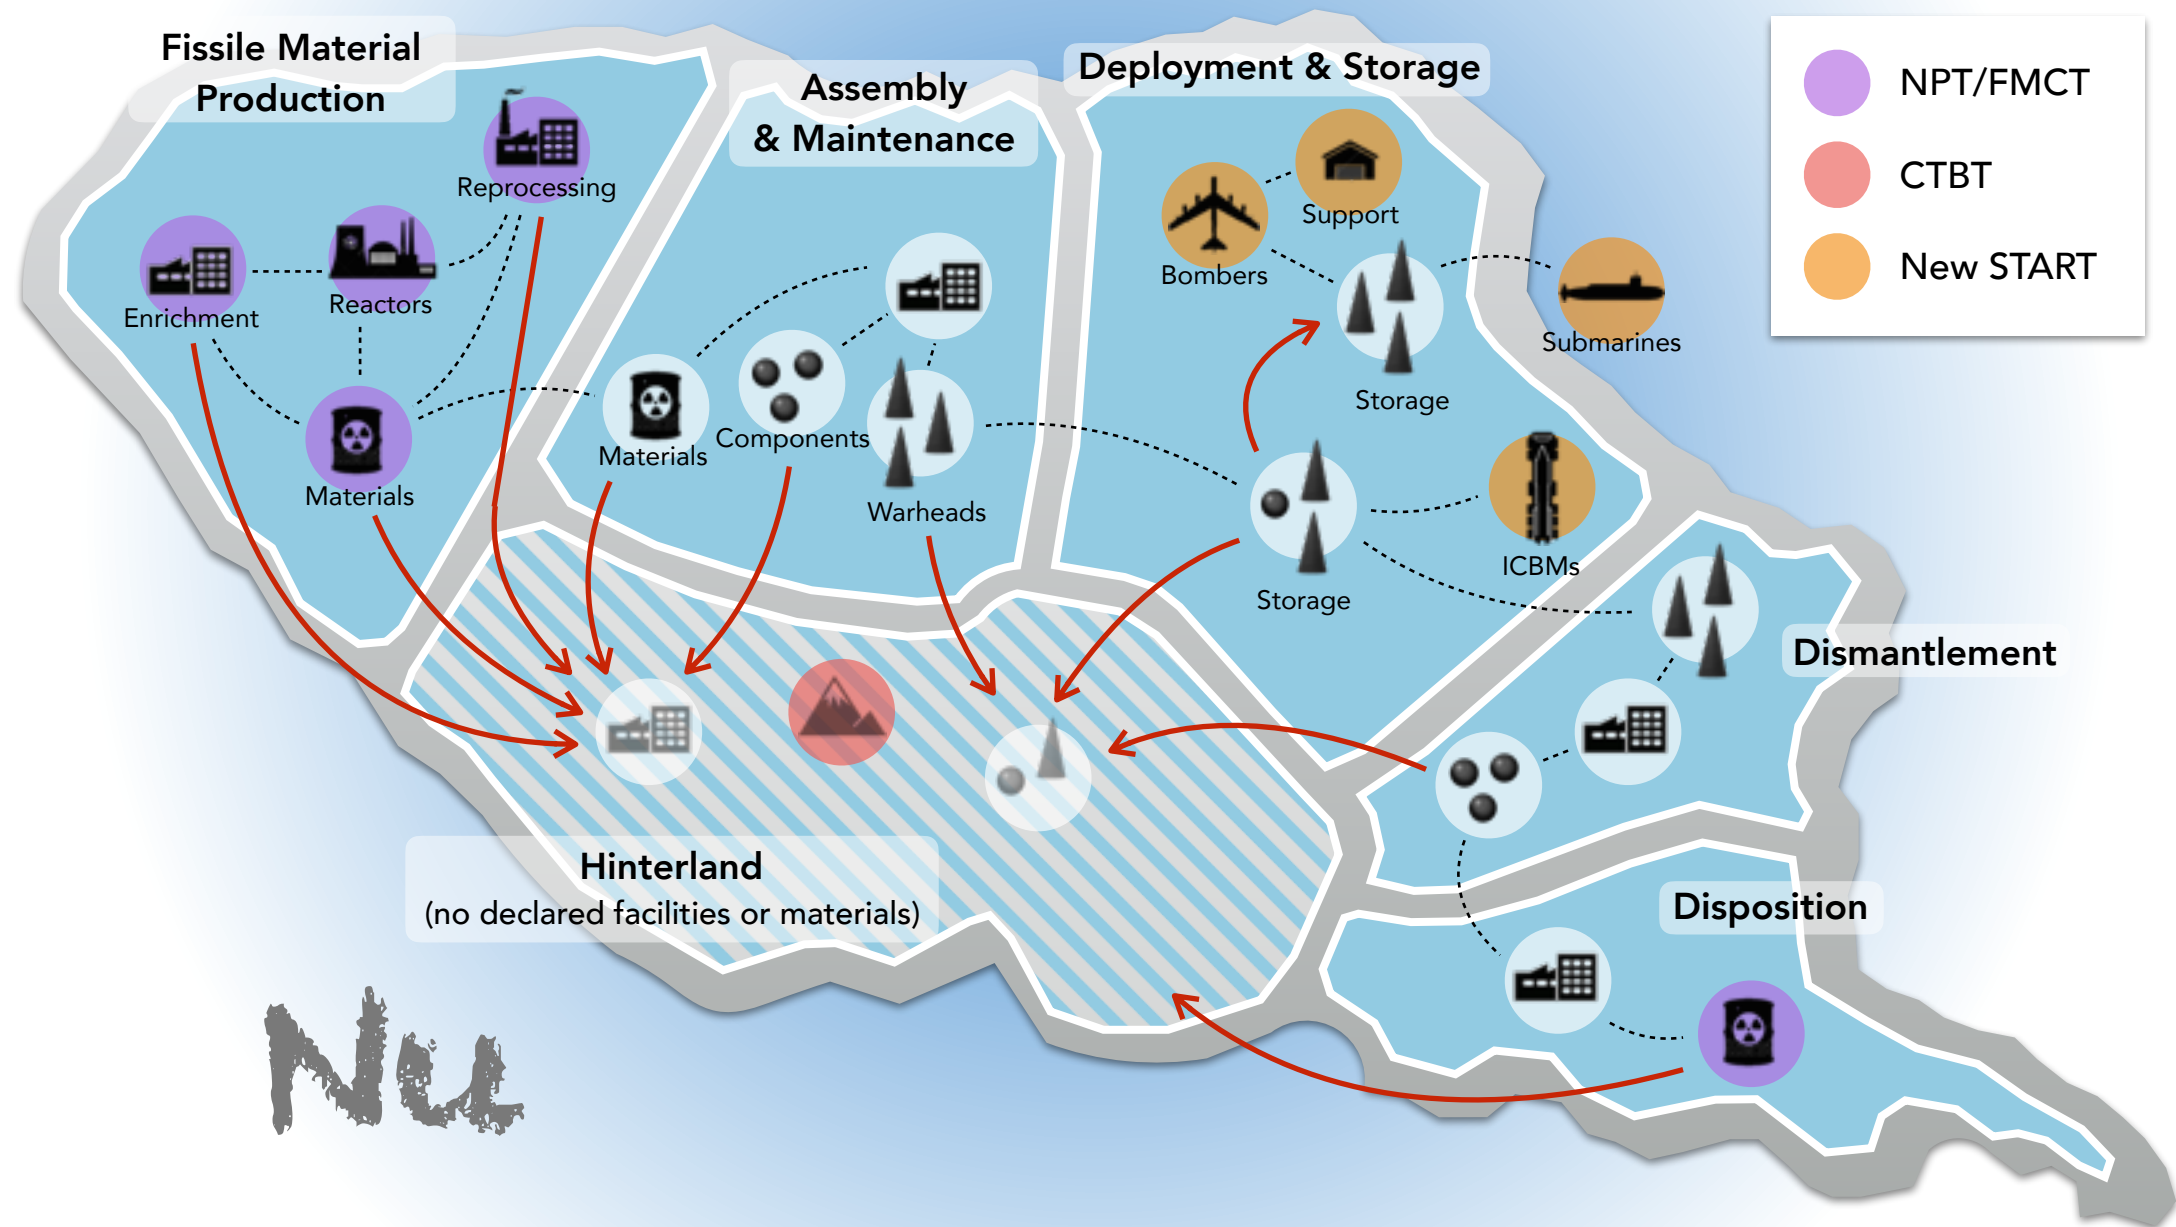 Fissile Material
Production
Reprocessing
Enrichment
Reactors
Materials
Assembly
& Maintenance
Materials
Components
Warheads
Deployment & Storage
Support
Bombers
Storage
Submarines
ICBMs
Storage
NPT/FMCT
CTBT
New START
Dismantlement
Hinterland
(no declared facilities or materials)
Disposition
Nu